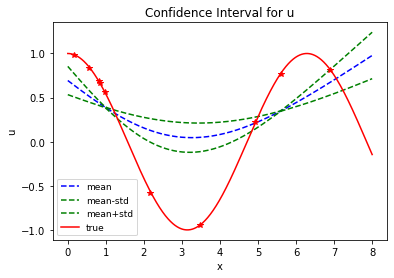 Confidence Interval for u
u
1.0
0.5
0.0
−0.5
−1.0
mean
mean-std
mean+std
true
0 1 2 3 4 5 6 7 8
x